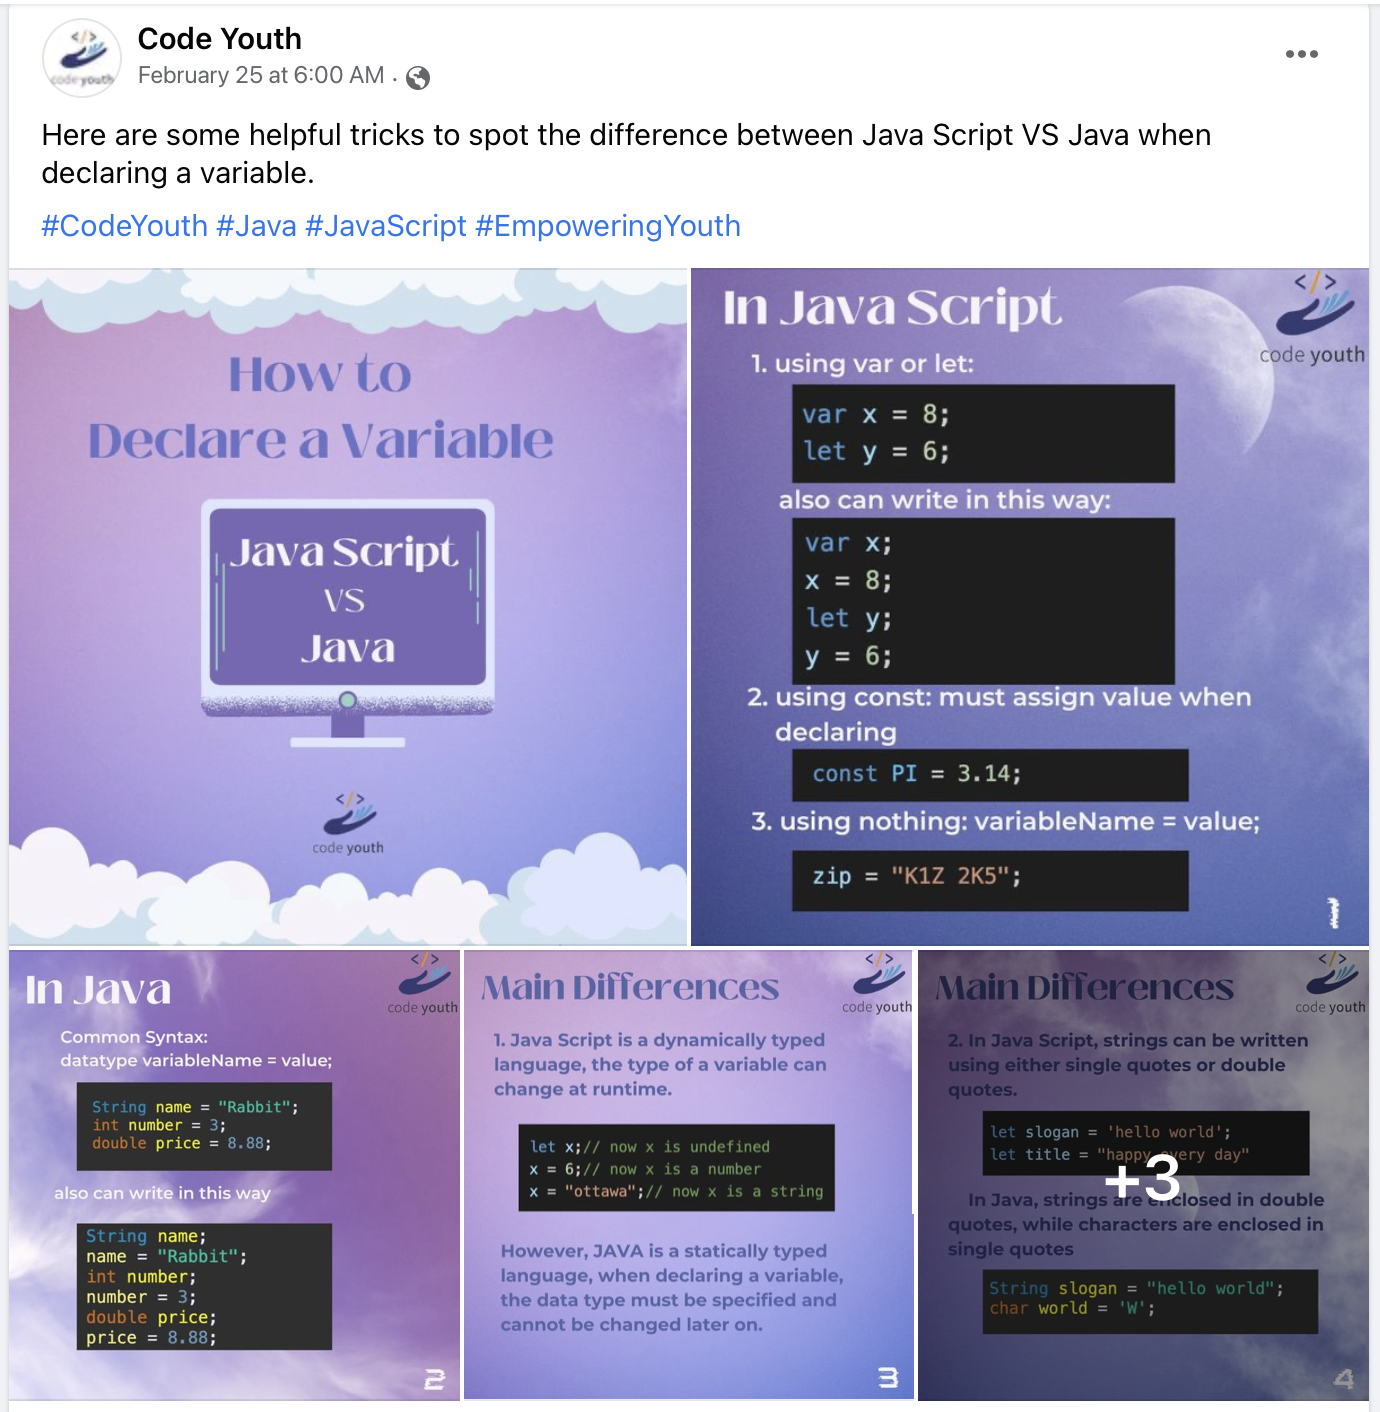 Code Youth
February 25 at 6:00 AM ·
Here are some helpful tricks to spot the difference between Java Script VS Java when
declaring a variable.
#CodeYouth #Java #JavaScript #EmpoweringYouth
How to
Declare a Variable
Java Script
VS
Java
</>
code youth
In Java Script
</>
code youth
1. using var or let:
var x = 8;
let y = 6;
also can write in this way:
var x;
x = 8;
let y;
y = 6;
2. using const: must assign value when
declaring
const PI = 3.14;
3. using nothing: variableName = value;
zip = "K1Z 2K5";
In Java
</>
code youth
Common Syntax:
datatype variableName = value;
String name = "Rabbit";
int number = 3;
double price = 8.88;
also can write in this way
String name;
name = "Rabbit";
int number;
number = 3;
double price;
price = 8.88;
2
Main Differences
</>
code youth
1. Java Script is a dynamically typed
language, the type of a variable can
change at runtime.
let x;// now x is undefined
x = 6;// now x is a number
x = "ottawa";// now x is a string
However, JAVA is a statically typed
language, when declaring a variable,
the data type must be specified and
cannot be changed later on.
3
Main Differences
</>
code youth
2. In Java Script, strings can be written
using either single quotes or double
quotes.
let slogan = 'hello world';
let title = "happy every day"
+3
In Java, strings are enclosed in double
quotes, while characters are enclosed in
single quotes
String slogan = "hello world";
char world = 'W';
4